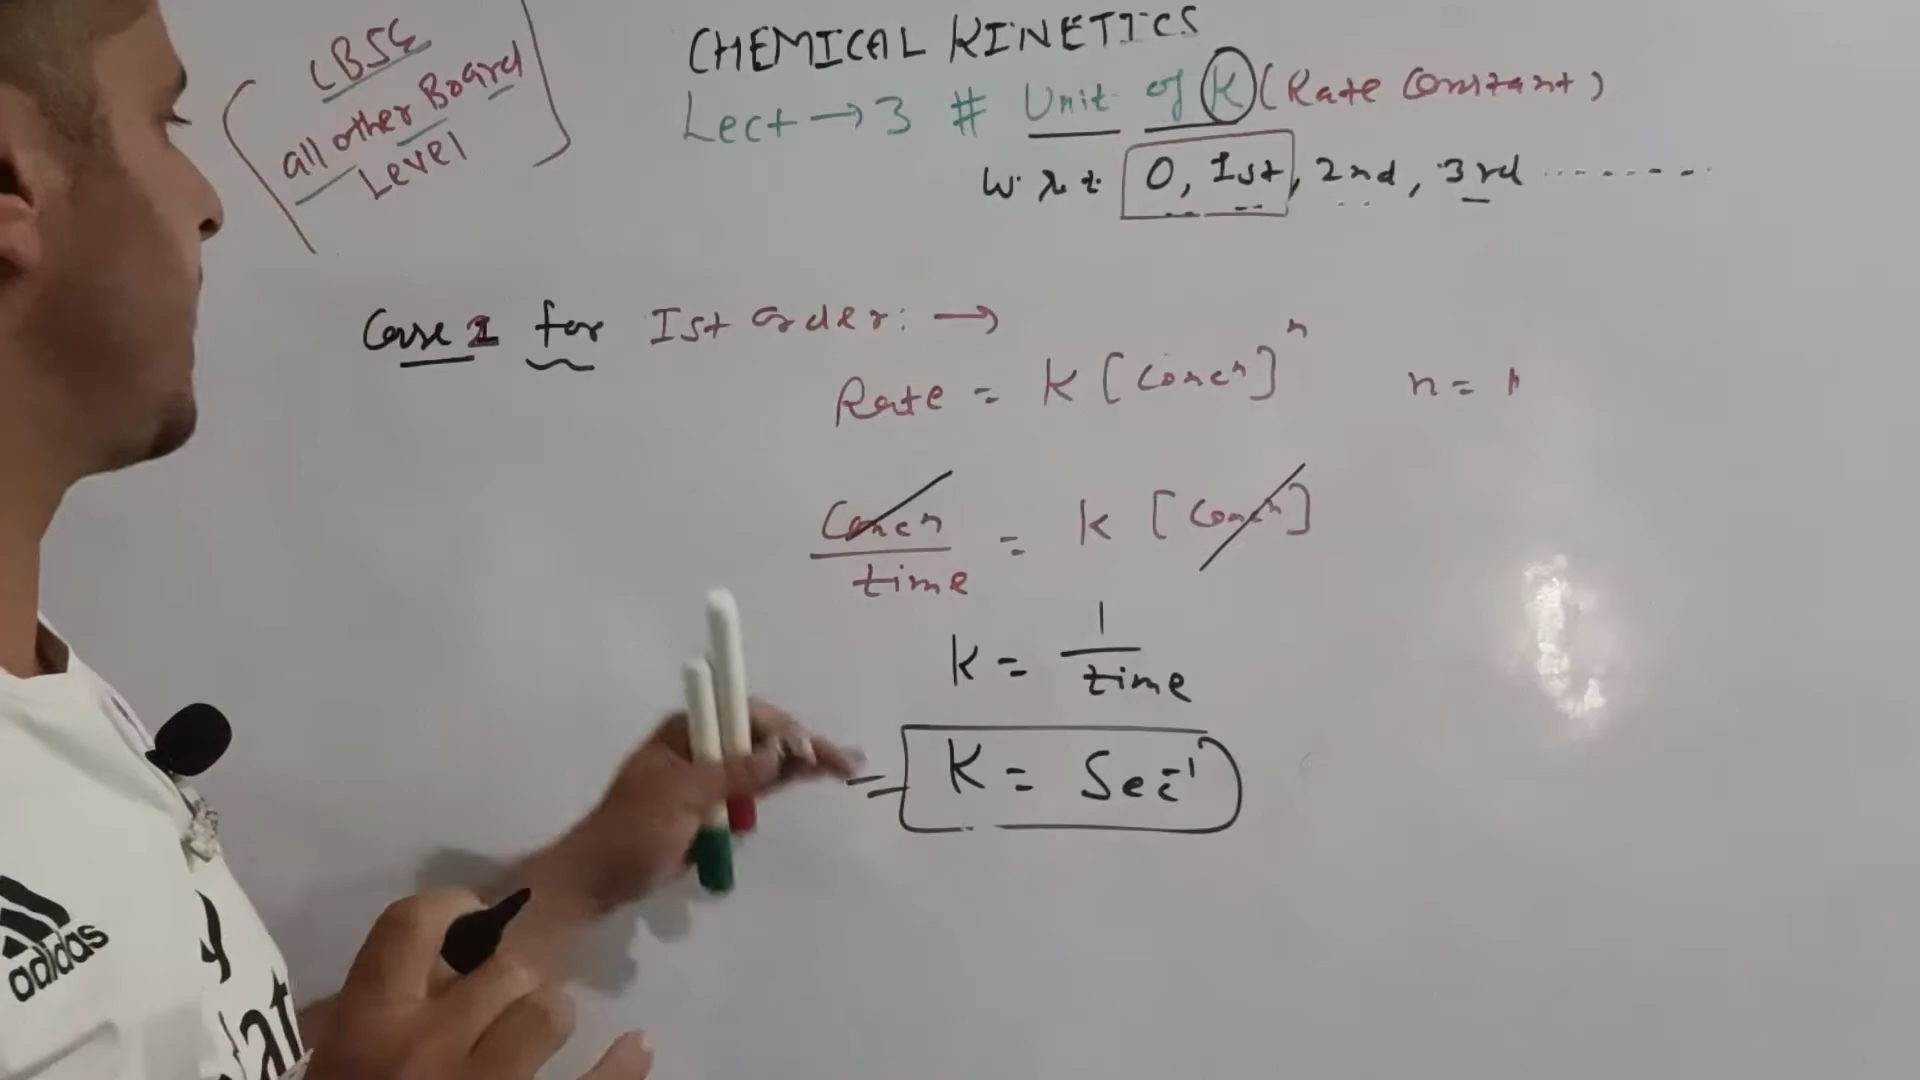 CBSE
all other Board
Level
CHEMICAL KINETICS
Lect → 3 # Unit of K (Rate Constant)
w.r.t 0, Ist, 2nd, 3rd ........
Case 1 for Ist order: →
Rate = K [Concn]^n n = 1
Concn/time = K [Concn]
K = 1/time
= K = Sec^-1
adidas